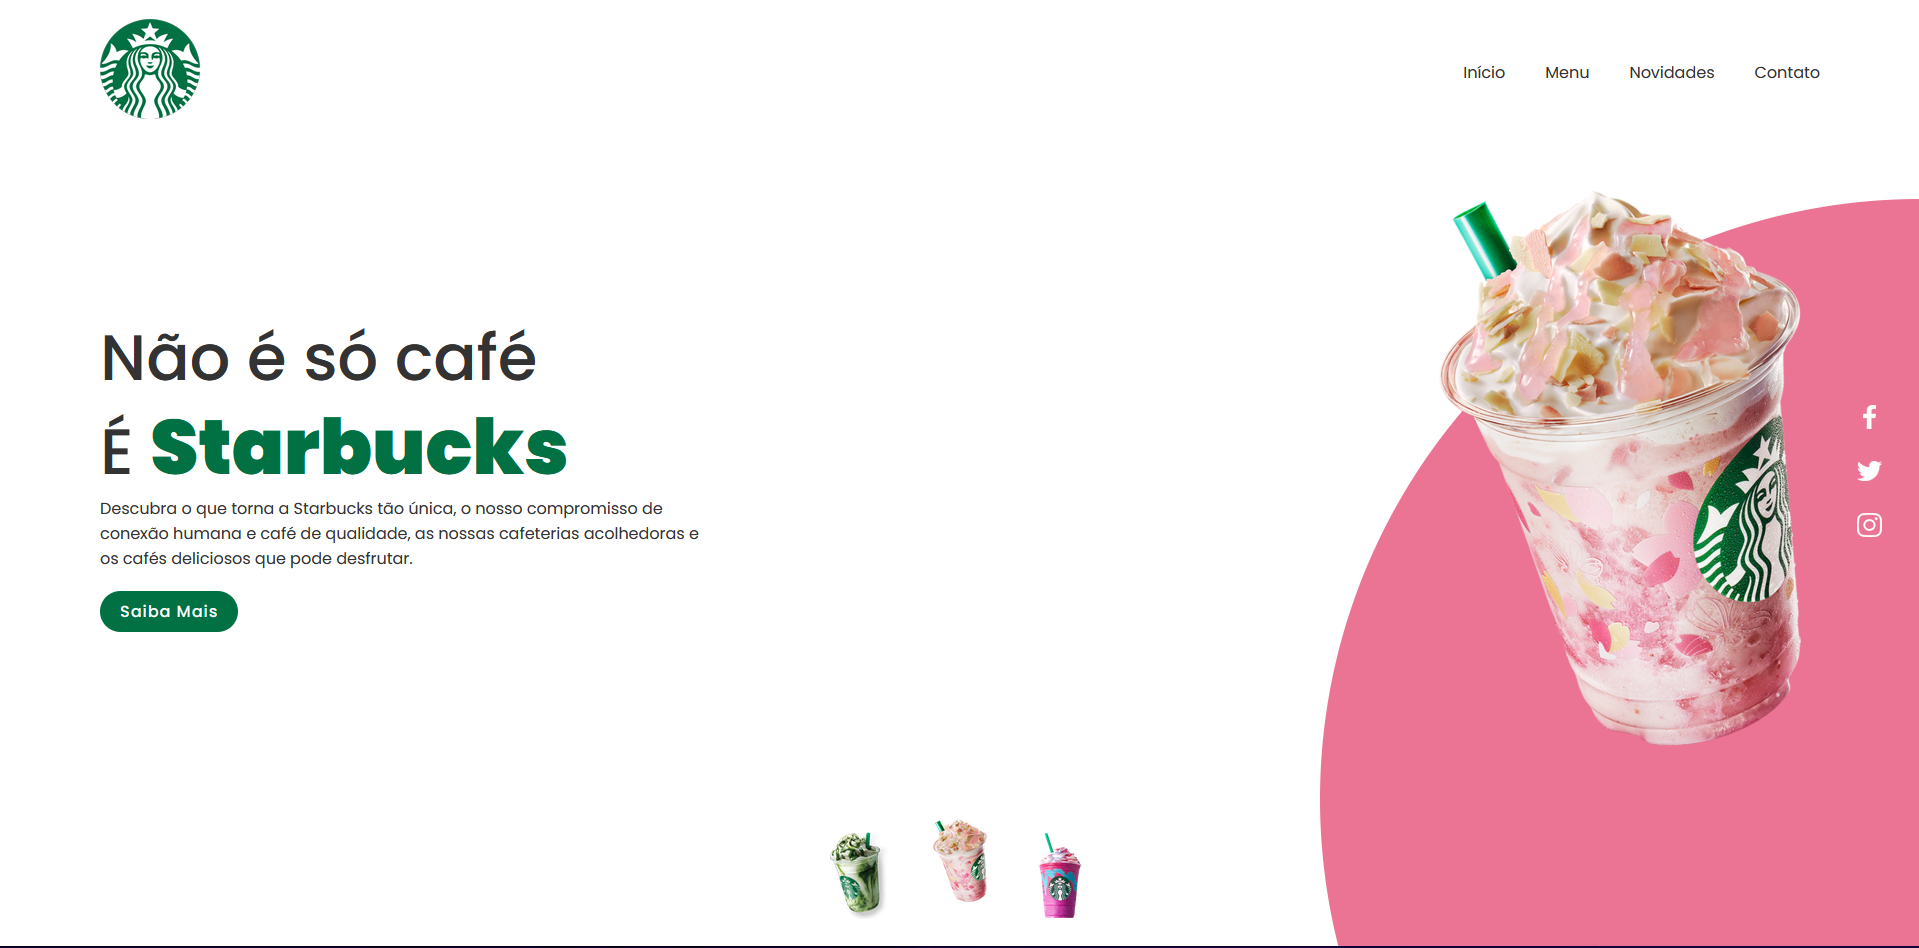 Início Menu Novidades Contato
Não é só café
É Starbucks
Descubra o que torna a Starbucks tão única, o nosso compromisso de
conexão humana e café de qualidade, as nossas cafeterias acolhedoras e
os cafés deliciosos que pode desfrutar.
Saiba Mais